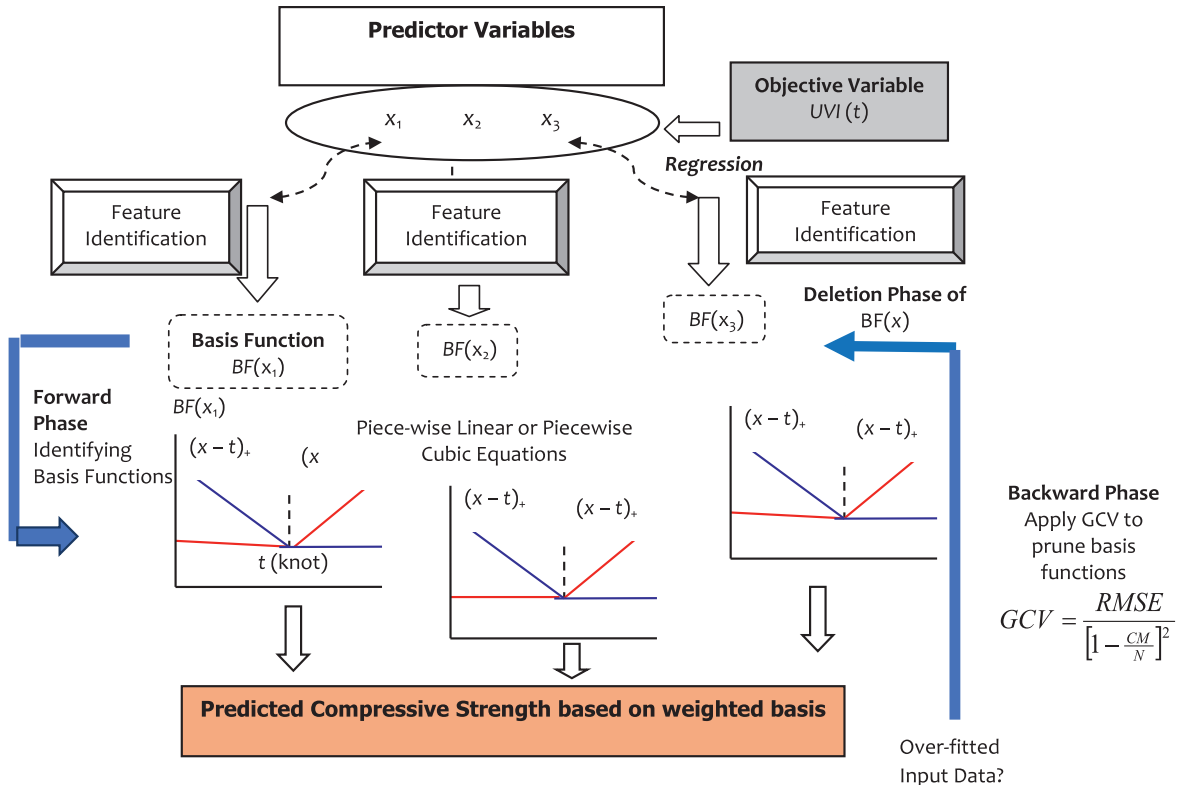 Predictor Variables
Objective Variable
UVI (t)
x₁ x₂ x₃
Regression
Feature
Identification
Feature
Identification
Feature
Identification
Basis Function
BF(x₁)
BF(x₂)
BF(x₃)
Deletion Phase of
BF(x)
Forward
Phase
Identifying
Basis Functions
BF(x₁)
(x – t)₊ (x
t (knot)
Piece-wise Linear or Piecewise
Cubic Equations
(x – t)₊ (x – t)₊
(x – t)₊ (x – t)₊
Backward Phase
Apply GCV to
prune basis
functions
GCV = RMSE / [1 – CM/N]²
Predicted Compressive Strength based on weighted basis
Over-fitted
Input Data?